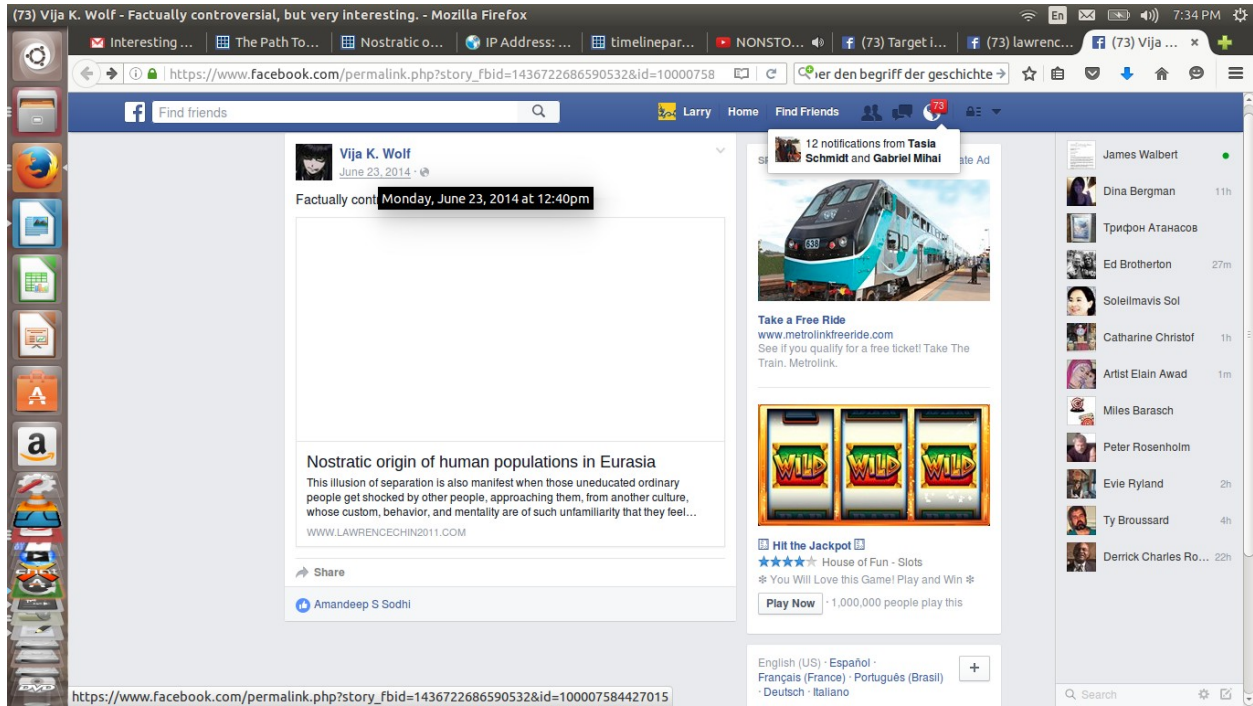 (73) Vija K. Wolf - Factually controversial, but very interesting. - Mozilla Firefox
En
7:34 PM
Interesting ...
The Path To...
Nostratic o...
IP Address: ...
timelinepar...
NONSTO...
(73) Target i...
(73) lawrenc...
(73) Vija ...
https://www.facebook.com/permalink.php?story_fbid=1436722686590532&id=10000758
er den begriff der geschichte
Find friends
Larry
Home
Find Friends
73
12 notifications from Tasia
Schmidt and Gabriel Mihai
Vija K. Wolf
June 23, 2014
Factually cont
Monday, June 23, 2014 at 12:40pm
Nostratic origin of human populations in Eurasia
This illusion of separation is also manifest when those uneducated ordinary
people get shocked by other people, approaching them, from another culture,
whose custom, behavior, and mentality are of such unfamiliarity that they feel...
WWW.LAWRENCECHIN2011.COM
Share
Amandeep S Sodhi
ate Ad
638
Take a Free Ride
www.metrolinkfreeride.com
See if you qualify for a free ticket! Take The
Train. Metrolink.
WILD
WILD
WILD
Hit the Jackpot
House of Fun - Slots
❄ You Will Love this Game! Play and Win ❄
Play Now · 1,000,000 people play this
English (US) · Español ·
Français (France) · Português (Brasil)
· Deutsch · Italiano
James Walbert
Dina Bergman 11h
Трифон Атанасов
Ed Brotherton 27m
Soleilmavis Sol
Catharine Christof 1h
Artist Elain Awad 1m
Miles Barasch
Peter Rosenholm
Evie Ryland 2h
Ty Broussard 4h
Derrick Charles Ro... 22h
Search
https://www.facebook.com/permalink.php?story_fbid=1436722686590532&id=100007584427015